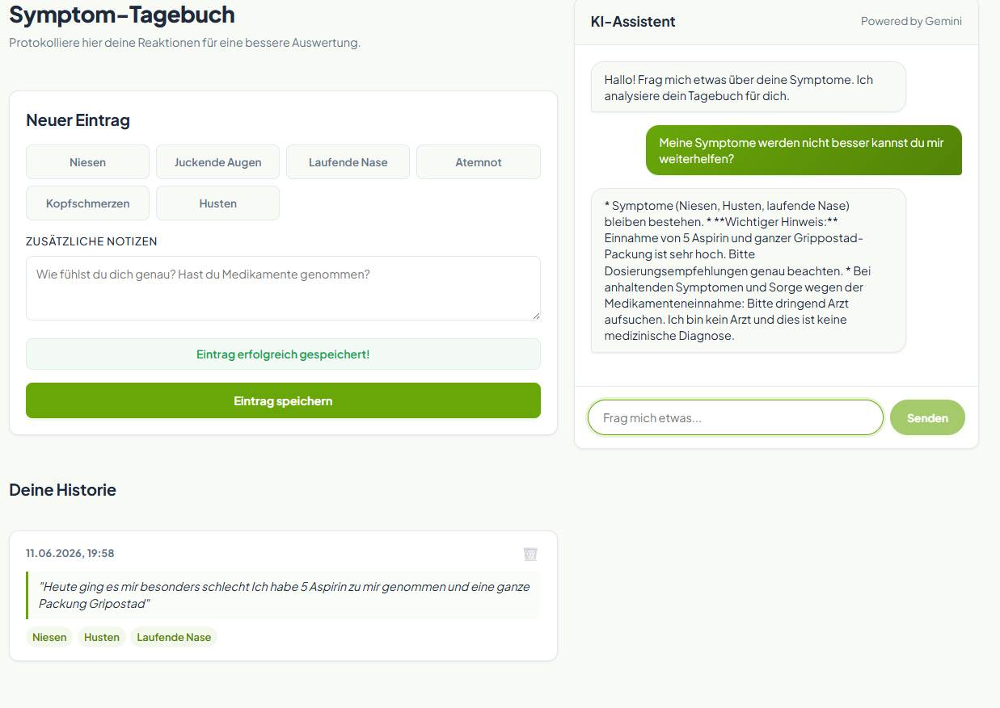 Symptom-Tagebuch
Protokolliere hier deine Reaktionen für eine bessere Auswertung.
Neuer Eintrag
Niesen
Juckende Augen
Laufende Nase
Atemnot
Kopfschmerzen
Husten
ZUSÄTZLICHE NOTIZEN
Wie fühlst du dich genau? Hast du Medikamente genommen?
Eintrag erfolgreich gespeichert!
Eintrag speichern
Deine Historie
11.06.2026, 19:58
"Heute ging es mir besonders schlecht Ich habe 5 Aspirin zu mir genommen und eine ganze
Packung Gripostad"
Niesen
Husten
Laufende Nase
KI-Assistent
Powered by Gemini
Hallo! Frag mich etwas über deine Symptome. Ich
analysiere dein Tagebuch für dich.
Meine Symptome werden nicht besser kannst du mir
weiterhelfen?
* Symptome (Niesen, Husten, laufende Nase)
bleiben bestehen. * **Wichtiger Hinweis:**
Einnahme von 5 Aspirin und ganzer Grippostad-
Packung ist sehr hoch. Bitte
Dosierungsempfehlungen genau beachten. * Bei
anhaltenden Symptomen und Sorge wegen der
Medikamenteneinnahme: Bitte dringend Arzt
aufsuchen. Ich bin kein Arzt und dies ist keine
medizinische Diagnose.
Frag mich etwas...
Senden